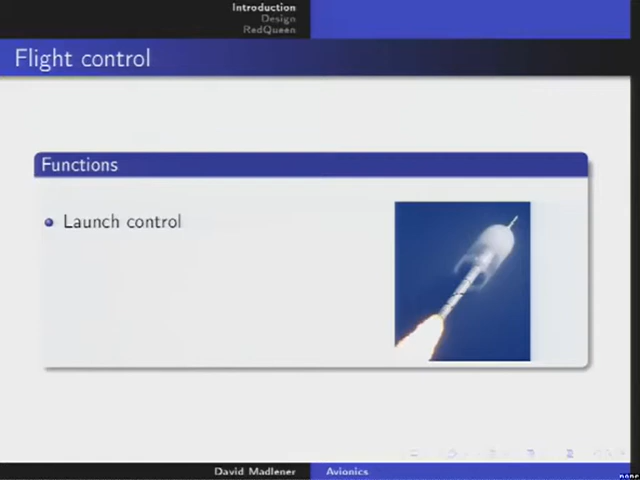 Introduction
Design
RedQueen
Flight control
Functions
Launch control
David Madlener
Avionics